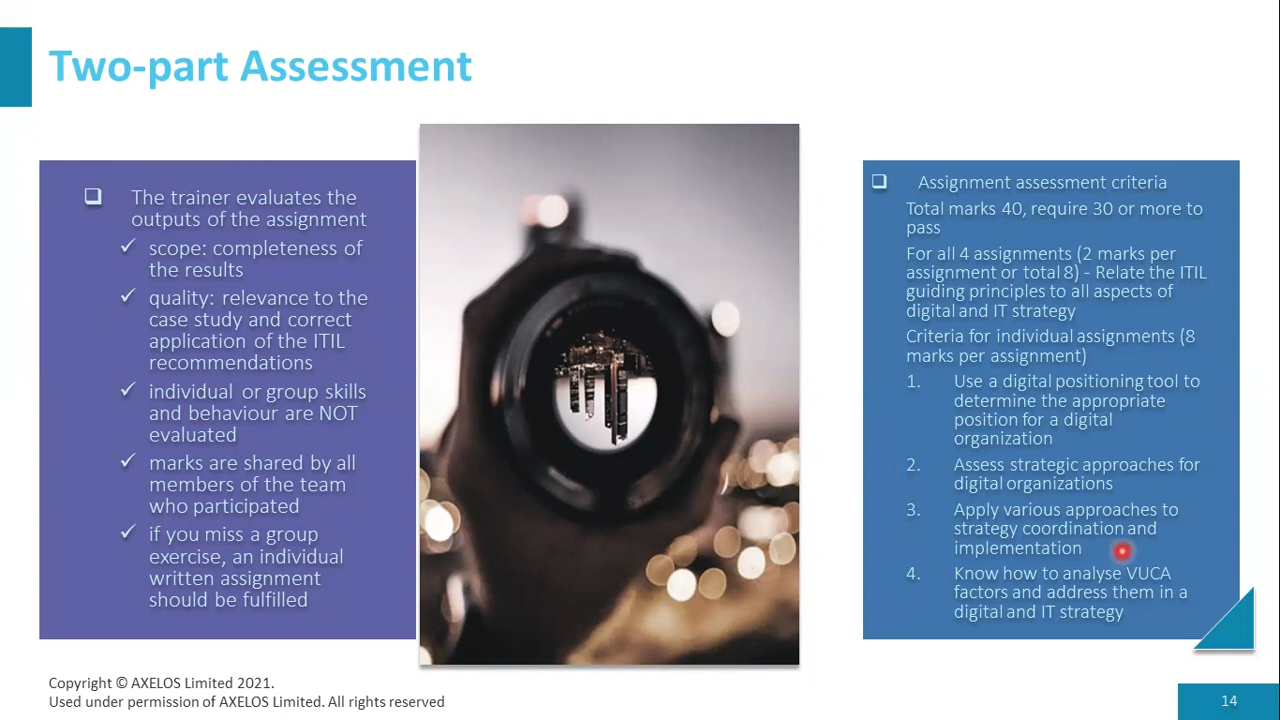 Two-part Assessment
The trainer evaluates the
outputs of the assignment
scope: completeness of
the results
quality: relevance to the
case study and correct
application of the ITIL
recommendations
individual or group skills
and behaviour are NOT
evaluated
marks are shared by all
members of the team
who participated
if you miss a group
exercise, an individual
written assignment
should be fulfilled
Assignment assessment criteria
Total marks 40, require 30 or more to
pass
For all 4 assignments (2 marks per
assignment or total 8) - Relate the ITIL
guiding principles to all aspects of
digital and IT strategy
Criteria for individual assignments (8
marks per assignment)
1. Use a digital positioning tool to
determine the appropriate
position for a digital
organization
2. Assess strategic approaches for
digital organizations
3. Apply various approaches to
strategy coordination and
implementation
4. Know how to analyse VUCA
factors and address them in a
digital and IT strategy
Copyright © AXELOS Limited 2021.
Used under permission of AXELOS Limited. All rights reserved
14